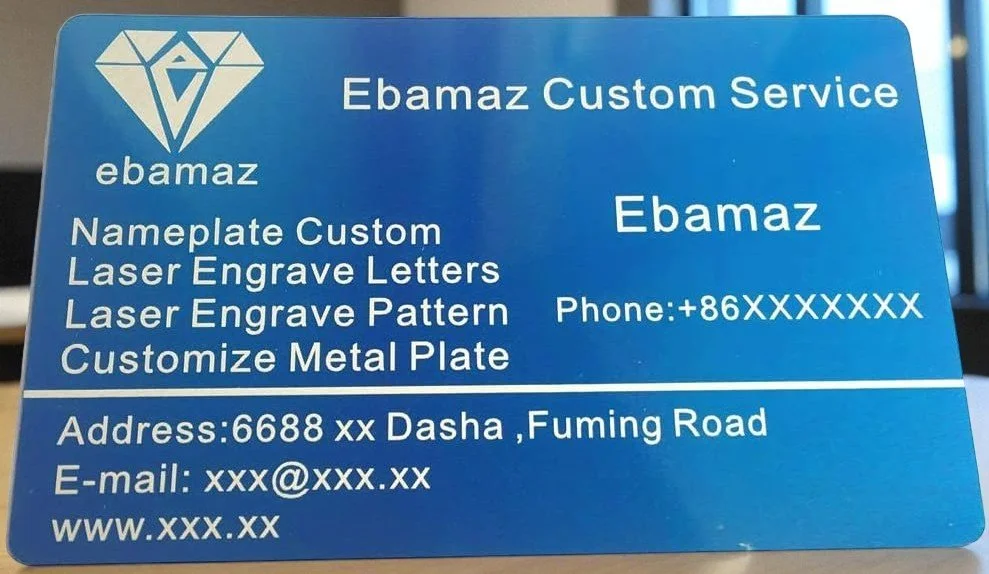 ebamaz
Ebamaz Custom Service
Ebamaz
Nameplate Custom
Laser Engrave Letters
Laser Engrave Pattern
Customize Metal Plate
Phone:+86XXXXXXX
Address:6688 xx Dasha ,Fuming Road
E-mail: xxx@xxx.xx
www.xxx.xx